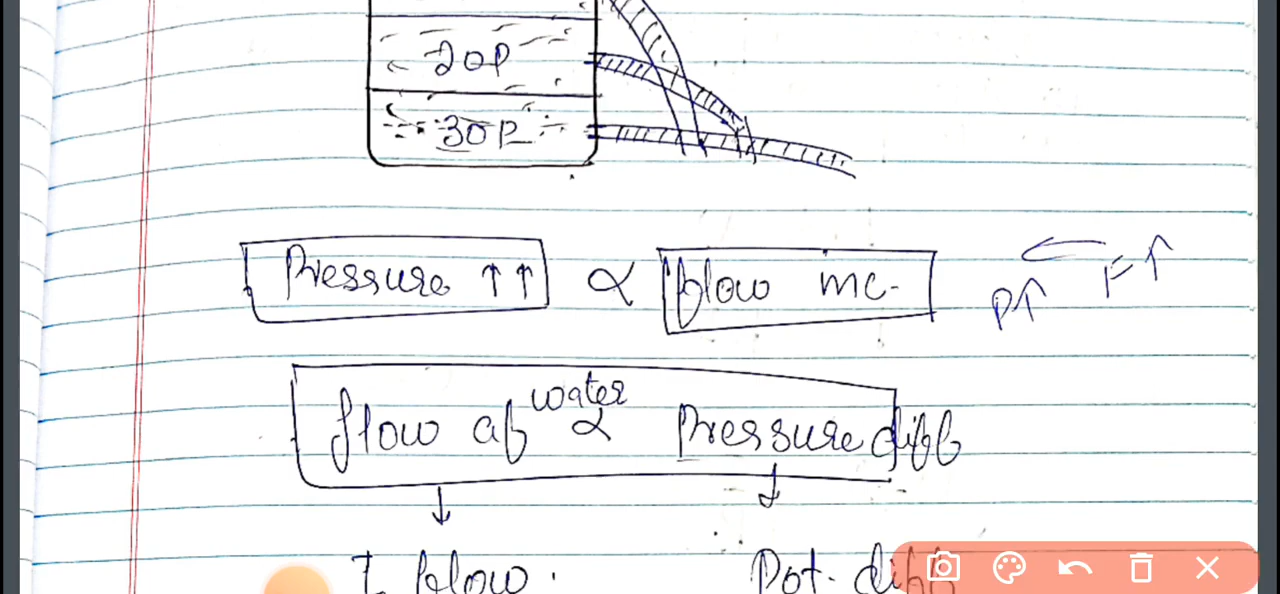 20P
30P
Pressure ↑↑ ∝ flow inc. P↑ F↑
flow of water ∝ Pressure diff
↓ ↓
I flow. Pot. diff